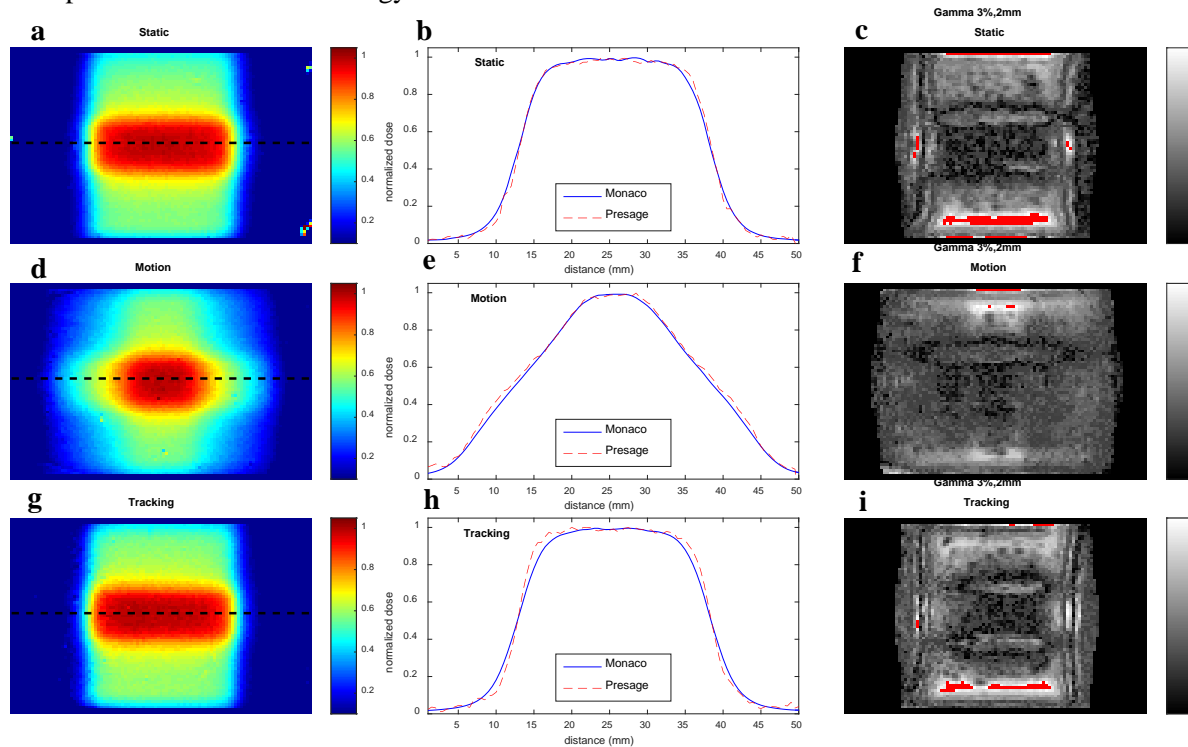 Gamma 3%,2mm
a
Static
b
c
Static
1
0.8
0.6
0.4
0.2
normalized dose
1
0.8
0.6
0.4
0.2
0
Static
Monaco
Presage
5 10 15 20 25 30 35 40 45 50
distance (mm)
Gamma 3%,2mm
d
Motion
e
f
Motion
1
0.8
0.6
0.4
0.2
normalized dose
1
0.8
0.6
0.4
0.2
0
Motion
Monaco
Presage
5 10 15 20 25 30 35 40 45 50
distance (mm)
Gamma 3%,2mm
g
Tracking
h
i
Tracking
1
0.8
0.6
0.4
0.2
normalized dose
1
0.8
0.6
0.4
0.2
0
Tracking
Monaco
Presage
5 10 15 20 25 30 35 40 45 50
distance (mm)